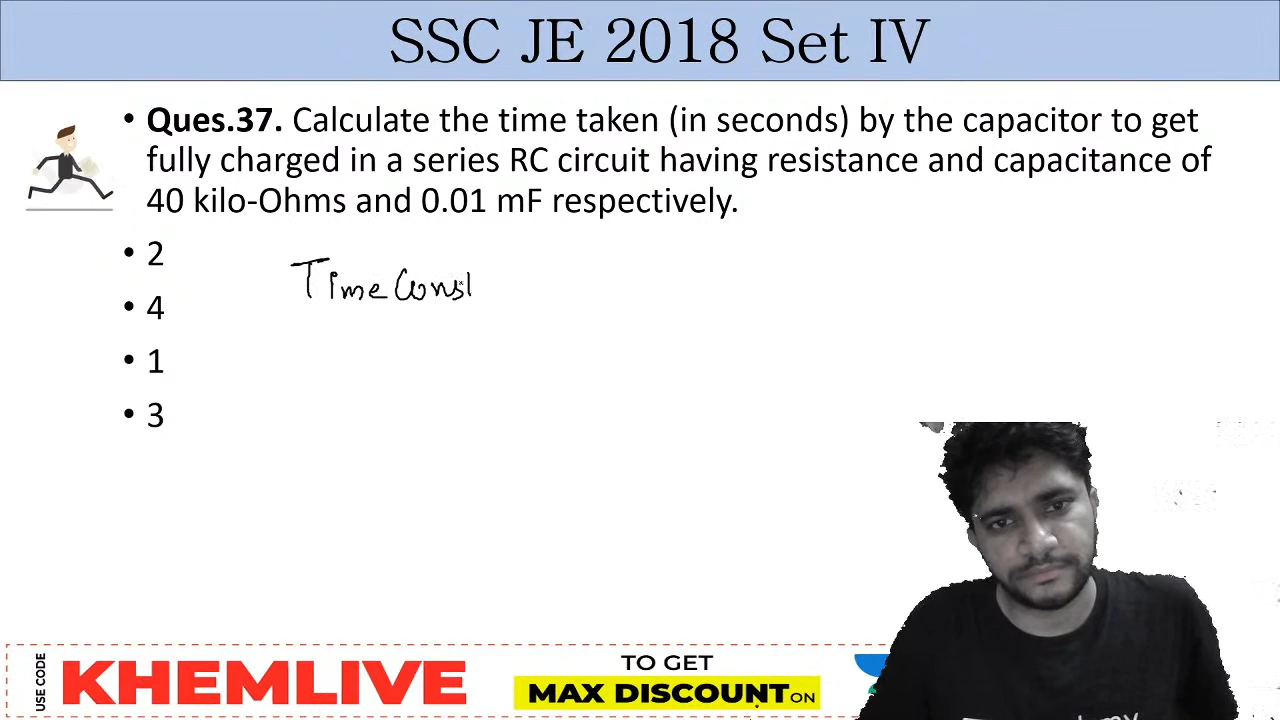 SSC JE 2018 Set IV
• Ques.37. Calculate the time taken (in seconds) by the capacitor to get
fully charged in a series RC circuit having resistance and capacitance of
40 kilo-Ohms and 0.01 mF respectively.
• 2
• 4
• 1
• 3
Time Const
USE CODE
KHEMLIVE
TO GET
MAX DISCOUNT ON